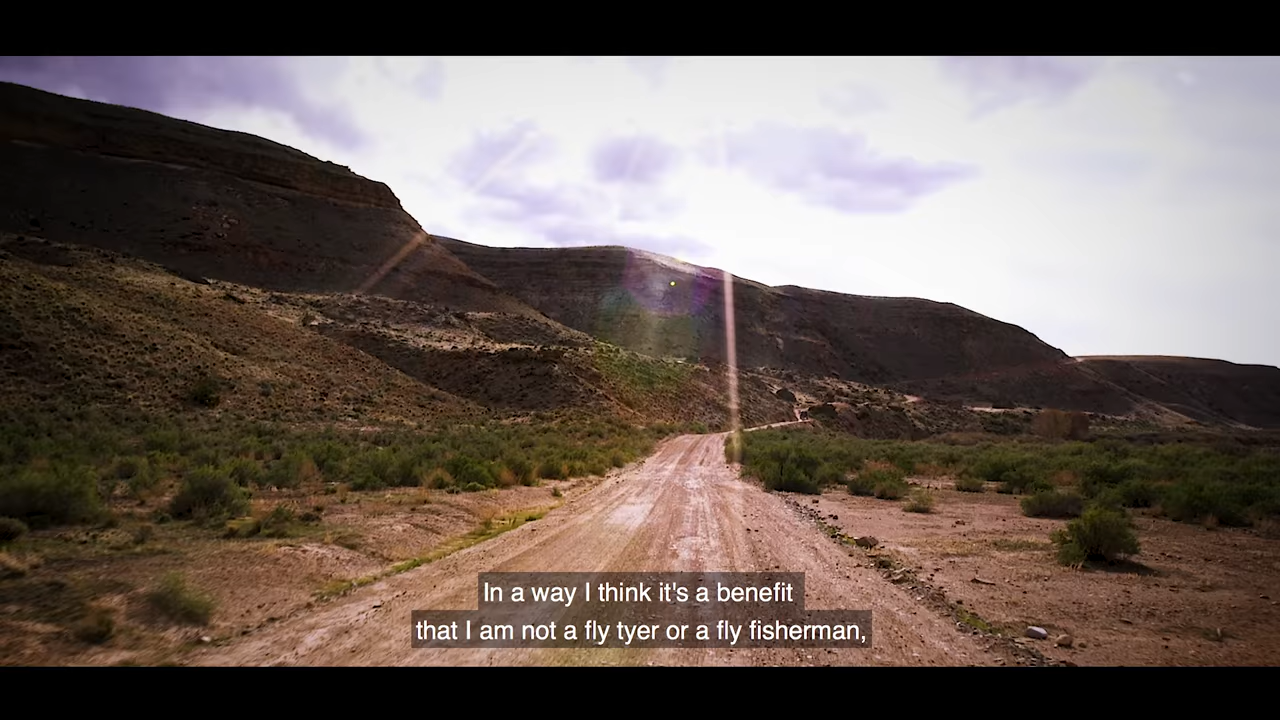 In a way I think it's a benefit
that I am not a fly tyer or a fly fisherman,